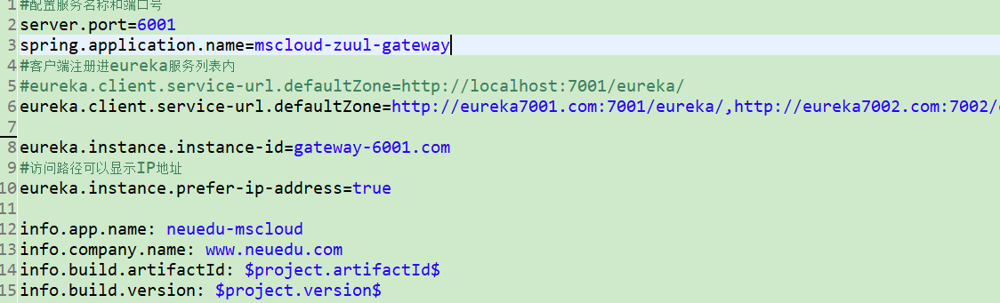 1 #配置服务名称和端口号
2 server.port=6001
3 spring.application.name=mscloud-zuul-gateway
4 #客户端注册进eureka服务列表内
5 #eureka.client.service-url.defaultZone=http://localhost:7001/eureka/
6 eureka.client.service-url.defaultZone=http://eureka7001.com:7001/eureka/,http://eureka7002.com:7002/
7
8 eureka.instance.instance-id=gateway-6001.com
9 #访问路径可以显示IP地址
10 eureka.instance.prefer-ip-address=true
11
12 info.app.name: neuedu-mscloud
13 info.company.name: www.neuedu.com
14 info.build.artifactId: $project.artifactId$
15 info.build.version: $project.version$